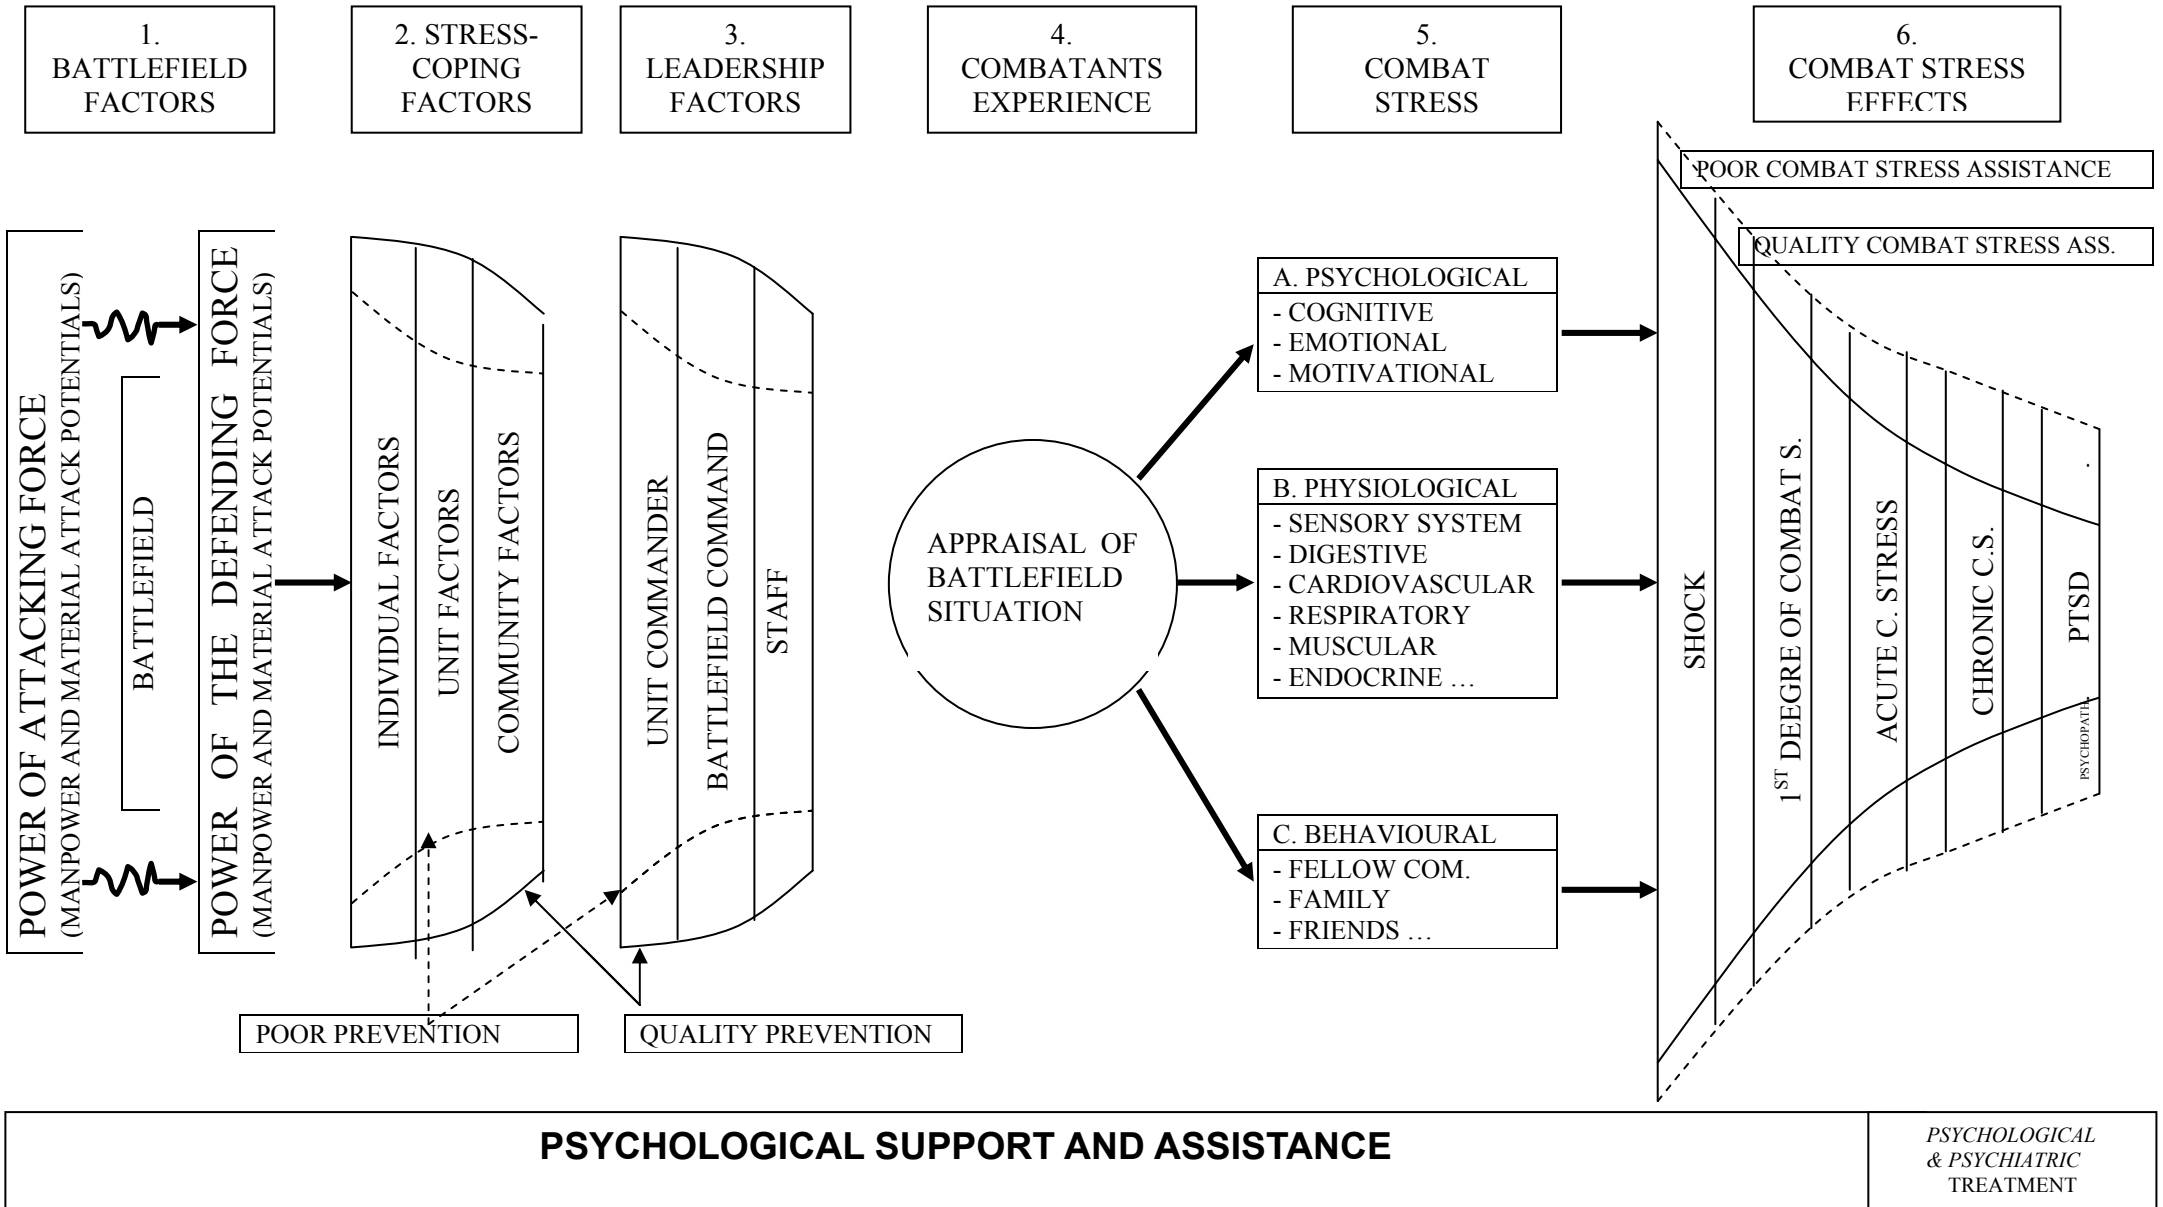 1.
BATTLEFIELD
FACTORS
2. STRESS-
COPING
FACTORS
3.
LEADERSHIP
FACTORS
4.
COMBATANTS
EXPERIENCE
5.
COMBAT
STRESS
6.
COMBAT STRESS
EFFECTS
POWER OF ATTACKING FORCE
(MANPOWER AND MATERIAL ATTACK POTENTIALS)
BATTLEFIELD
POWER OF THE DEFENDING FORCE
(MANPOWER AND MATERIAL ATTACK POTENTIALS)
INDIVIDUAL FACTORS
UNIT FACTORS
COMMUNITY FACTORS
UNIT COMMANDER
BATTLEFIELD COMMAND
STAFF
POOR PREVENTION
QUALITY PREVENTION
APPRAISAL OF
BATTLEFIELD
SITUATION
A. PSYCHOLOGICAL
- COGNITIVE
- EMOTIONAL
- MOTIVATIONAL
B. PHYSIOLOGICAL
- SENSORY SYSTEM
- DIGESTIVE
- CARDIOVASCULAR
- RESPIRATORY
- MUSCULAR
- ENDOCRINE …
C. BEHAVIOURAL
- FELLOW COM.
- FAMILY
- FRIENDS …
POOR COMBAT STRESS ASSISTANCE
QUALITY COMBAT STRESS ASS.
SHOCK
1ST DEEGRE OF COMBAT S.
ACUTE C. STRESS
CHRONIC C.S.
PTSD
PSYCHOPATH.
PSYCHOLOGICAL SUPPORT AND ASSISTANCE
PSYCHOLOGICAL
& PSYCHIATRIC
TREATMENT